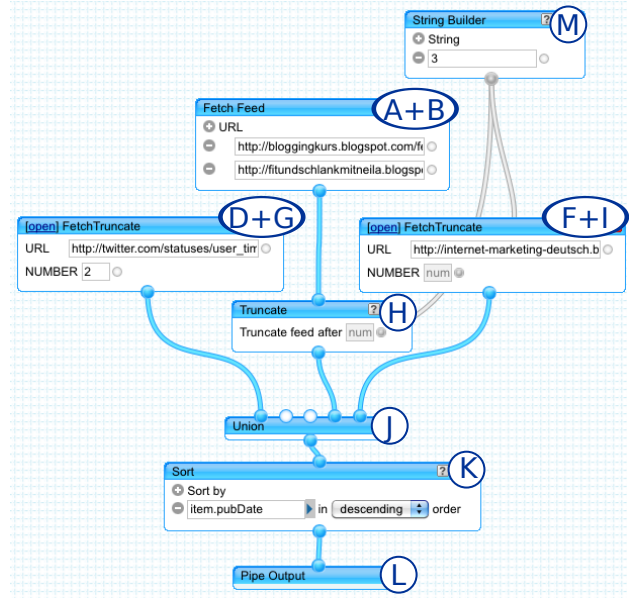 String Builder ? M
String
3
Fetch Feed A+B
URL
http://bloggingkurs.blogspot.com/f
http://fitundschlankmitneila.blogsp
[open] FetchTruncate D+G
URL http://twitter.com/statuses/user_tim
NUMBER 2
[open] FetchTruncate F+I
URL http://internet-marketing-deutsch.b
NUMBER num
Truncate ? H
Truncate feed after num
Union J
Sort ? K
Sort by
item.pubDate in descending order
Pipe Output L